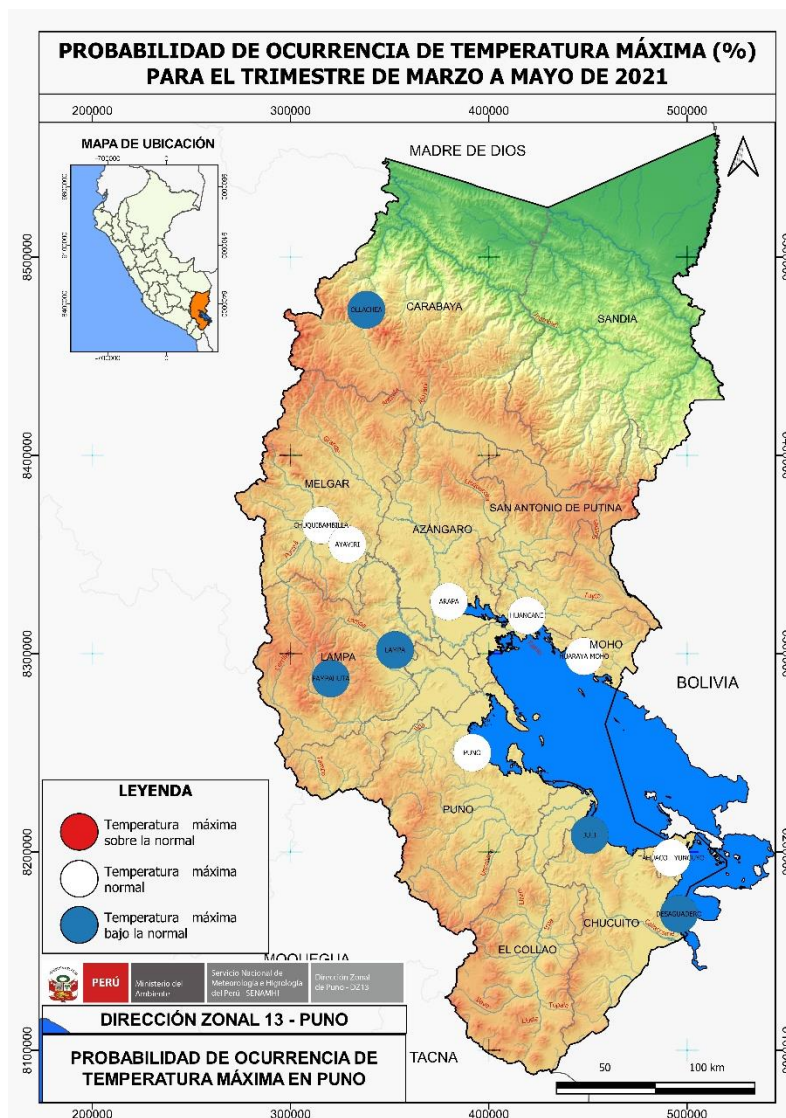 PROBABILIDAD DE OCURRENCIA DE TEMPERATURA MÁXIMA (%)
PARA EL TRIMESTRE DE MARZO A MAYO DE 2021
200000 300000 400000 500000
MAPA DE UBICACIÓN
MADRE DE DIOS
8500000
OLLACHEA
CARABAYA
SANDIA
8400000
MELGAR
SAN ANTONIO DE PUTINA
CHUQUIBAMBILLA
AZÁNGARO
AYAVIRI
ARAPA
HUANCANE
MOHO
LAMPA
8300000
LAMPA
BOLIVIA
PUNO
PUNO
JULI
8200000
DESAGUADERO
CHUCUITO
EL COLLAO
MOQUEGUA
LEYENDA
Temperatura máxima
sobre la normal
Temperatura máxima
normal
Temperatura máxima
bajo la normal
PERÚ
Ministerio del
Ambiente
Servicio Nacional de
Meteorología e Hidrología
del Perú - SENAMHI
Dirección Zonal
de Puno - DZ13
DIRECCIÓN ZONAL 13 - PUNO
8100000
TACNA
50 100 km
PROBABILIDAD DE OCURRENCIA DE
TEMPERATURA MÁXIMA EN PUNO
200000 300000 400000 500000